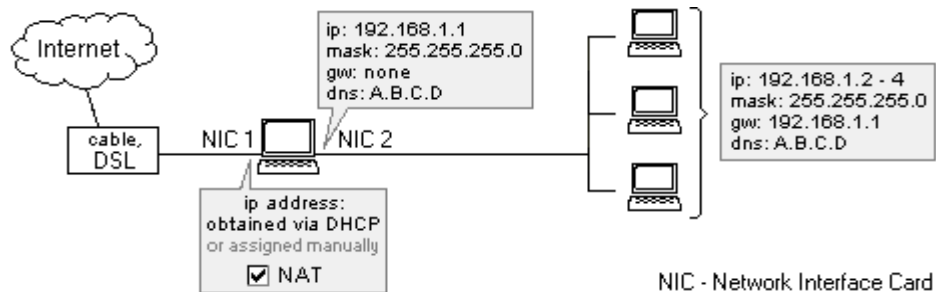 Internet
cable,
DSL
NIC 1
NIC 2
ip: 192.168.1.1
mask: 255.255.255.0
gw: none
dns: A.B.C.D
ip address:
obtained via DHCP
or assigned manually
NAT
ip: 192.168.1.2 - 4
mask: 255.255.255.0
gw: 192.168.1.1
dns: A.B.C.D
NIC - Network Interface Card